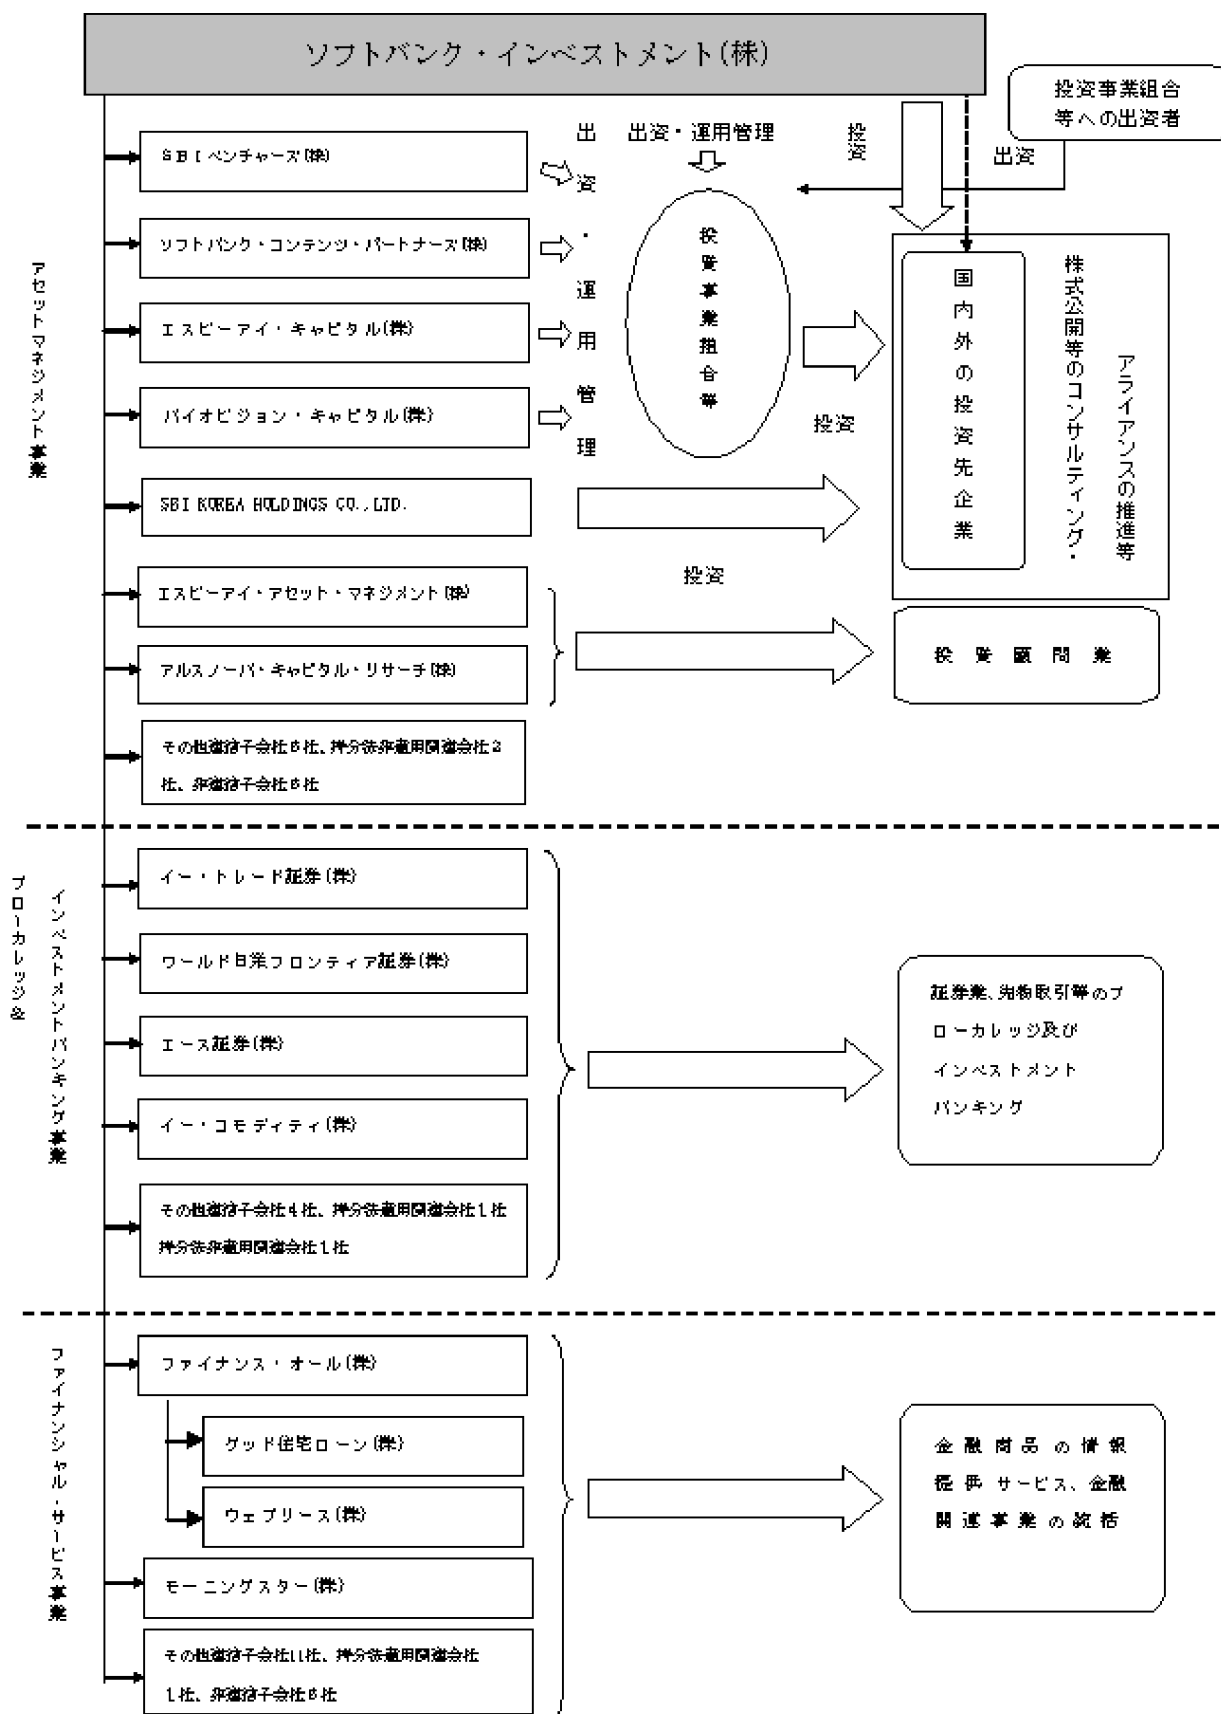 ソフトバンク・インベストメント(株)
投資事業組合
等への出資者
出資
投資
出資・運用管理
出資・運用管理
アセットマネジメント事業
SBIベンチャーズ(株)
ソフトバンク・コンテンツ・パートナーズ(株)
エスビーアイ・キャピタル(株)
バイオビジョン・キャピタル(株)
SBI KOREA HOLDINGS CO.,LTD.
エスビーアイ・アセット・マネジメント(株)
アルスノーバ・キャピタル・リサーチ(株)
その他連結子会社6社、持分法非適用関連会社2
社、非連結子会社6社
投資事業組合等
投資
投資
国内外の投資先企業
株式公開等のコンサルティング・
アライアンスの推進等
投資顧問業
ブローカレッジ&
インベストメントバンキング事業
イー・トレード証券(株)
ワールド日栄フロンティア証券(株)
エース証券(株)
イー・コモディティ(株)
その他連結子会社4社、持分法適用関連会社1社
持分法非適用関連会社1社
証券業、先物取引等のブ
ローカレッジ及び
インベストメント
バンキング
ファイナンシャル・サービス事業
ファイナンス・オール(株)
グッド住宅ローン(株)
ウェブリース(株)
モーニングスター(株)
その他連結子会社11社、持分法適用関連会社
1社、非連結子会社6社
金融商品の情報
提供サービス、金融
関連事業の統括